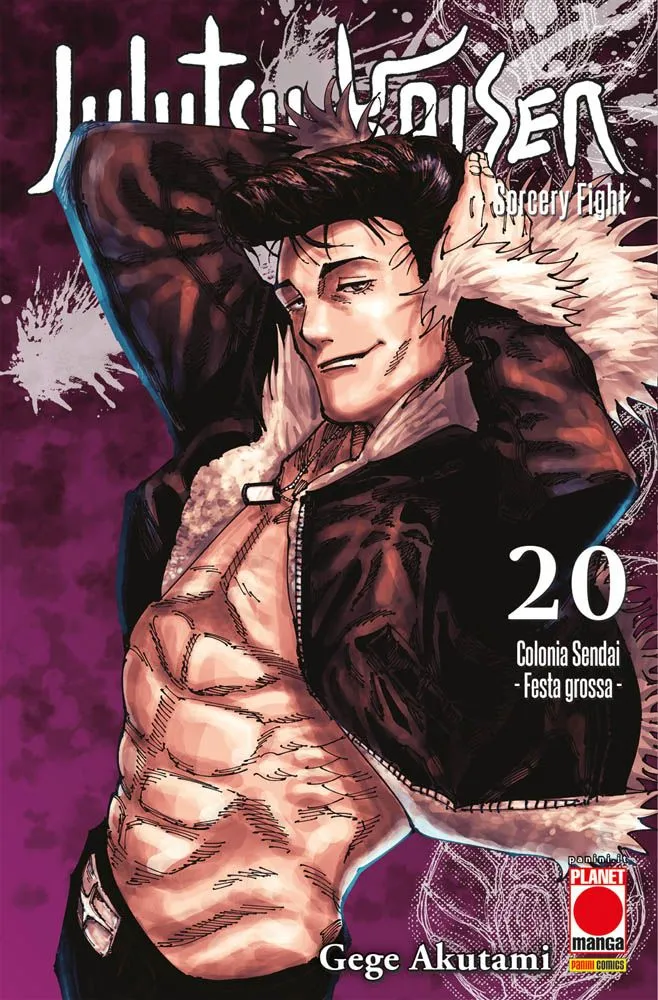 Jujutsu Kaisen
Sorcery Fight
20
Colonia Sendai
- Festa grossa -
panini.it
PLANET
manga
PANINI COMICS
Gege Akutami